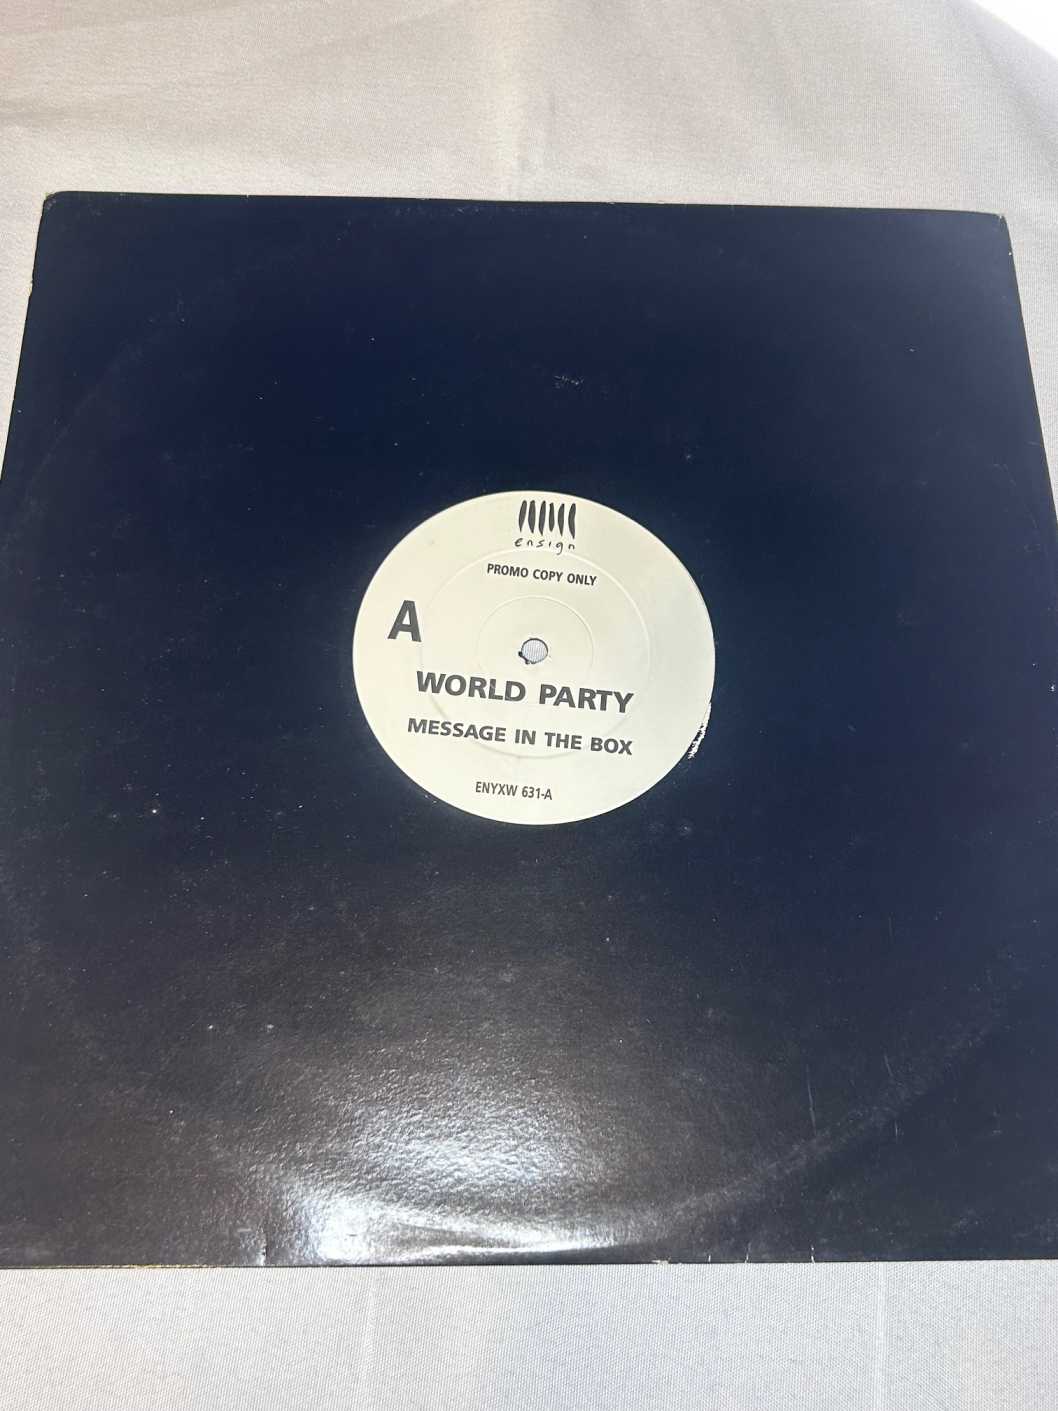 ensign
PROMO COPY ONLY
A
WORLD PARTY
MESSAGE IN THE BOX
ENYXW 631-A